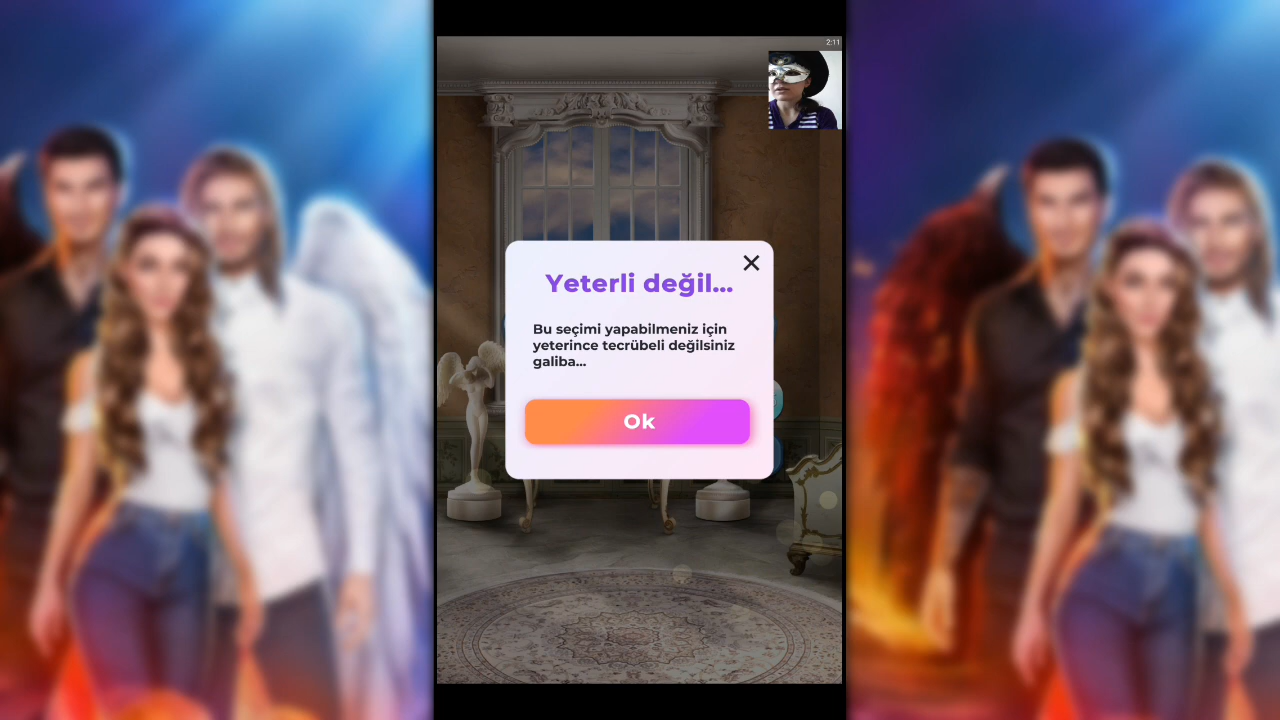 2:11
Yeterli değil...
Bu seçimi yapabilmeniz için
yeterince tecrübeli değilsiniz
galiba...
Ok